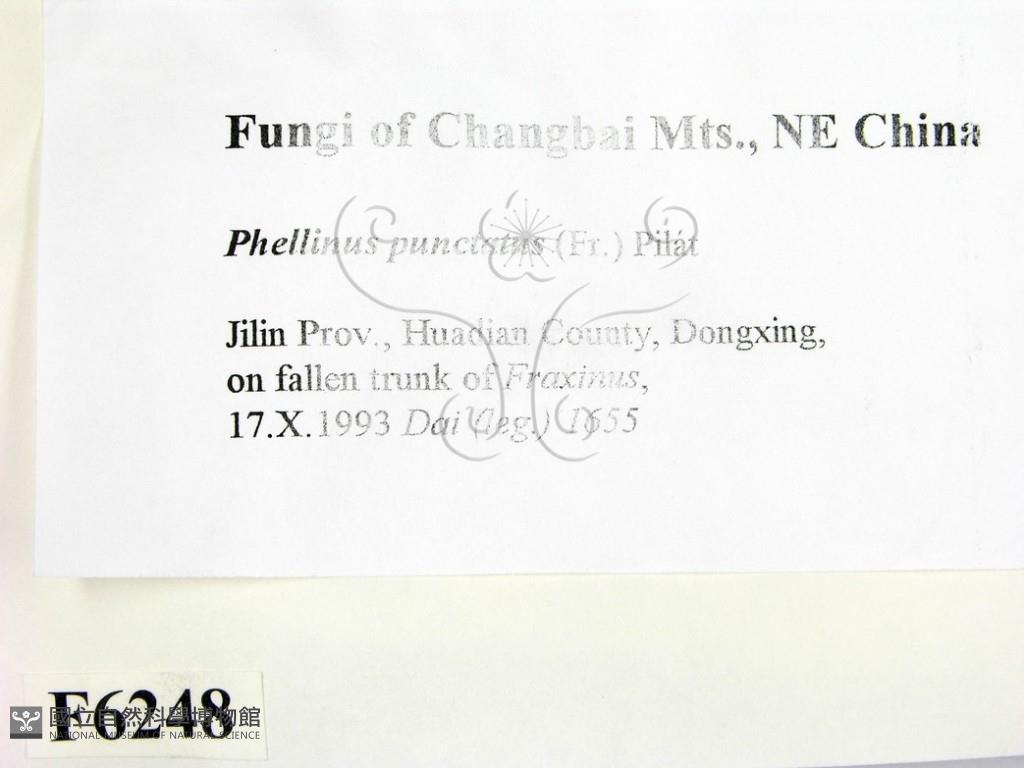 Fungi of Changbai Mts., NE China
Phellinus punctatus (Fr.) Pilát
Jilin Prov., Huadian County, Dongxing,
on fallen trunk of Fraxinus,
17.X.1993 Dai (leg.) 1655
F6248
國立自然科學博物館
NATIONAL MUSEUM OF NATURAL SCIENCE